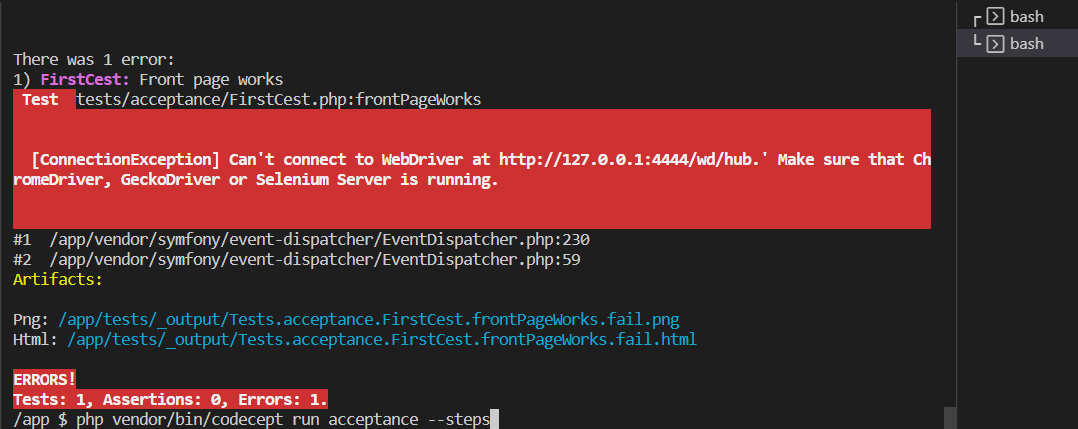 There was 1 error:
1) FirstCest: Front page works
Test tests/acceptance/FirstCest.php:frontPageWorks
[ConnectionException] Can't connect to WebDriver at http://127.0.0.1:4444/wd/hub.' Make sure that Ch
romeDriver, GeckoDriver or Selenium Server is running.
#1 /app/vendor/symfony/event-dispatcher/EventDispatcher.php:230
#2 /app/vendor/symfony/event-dispatcher/EventDispatcher.php:59
Artifacts:
Png: /app/tests/_output/Tests.acceptance.FirstCest.frontPageWorks.fail.png
Html: /app/tests/_output/Tests.acceptance.FirstCest.frontPageWorks.fail.html
ERRORS!
Tests: 1, Assertions: 0, Errors: 1.
/app $ php vendor/bin/codecept run acceptance --steps
bash
bash